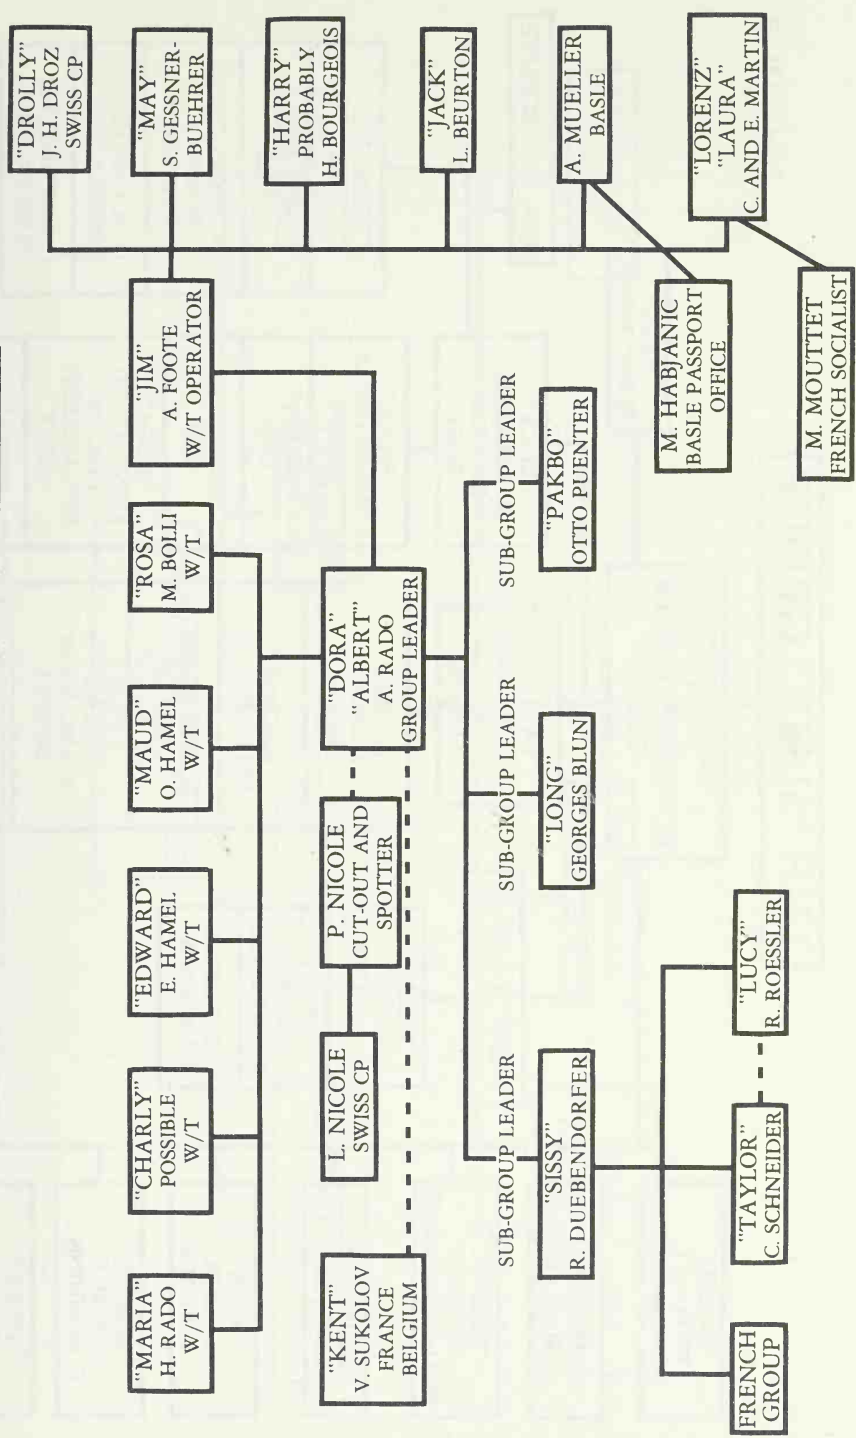 "DROLLY"
J. H. DROZ
SWISS CP
"MAY"
S. GESSNER-
BUEHRER
"HARRY"
PROBABLY
H. BOURGEOIS
"JACK"
L. BEURTON
A. MUELLER
BASLE
"LORENZ"
"LAURA"
C. AND E. MARTIN
M. HABJANIC
BASLE PASSPORT
OFFICE
M. MOUTTET
FRENCH SOCIALIST
"MARIA"
H. RADO
W/T
"CHARLY"
POSSIBLE
W/T
"EDWARD"
E. HAMEL
W/T
"MAUD"
O. HAMEL
W/T
"ROSA"
M. BOLLI
W/T
"JIM"
A. FOOTE
W/T OPERATOR
"KENT"
V. SUKOLOV
FRANCE
BELGIUM
L. NICOLE
SWISS CP
P. NICOLE
CUT-OUT AND
SPOTTER
"DORA"
"ALBERT"
A. RADO
GROUP LEADER
SUB-GROUP LEADER
"SISSY"
R. DUEBENDORFER
SUB-GROUP LEADER
"LONG"
GEORGES BLUN
SUB-GROUP LEADER
"PAKBO"
OTTO PUENTER
FRENCH
GROUP
"TAYLOR"
C. SCHNEIDER
"LUCY"
R. ROESSLER